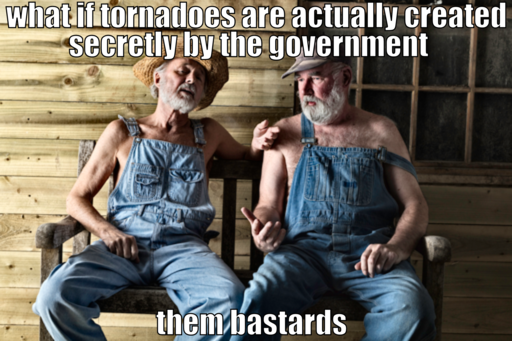 what if tornadoes are actually created
secretly by the government
them bastards